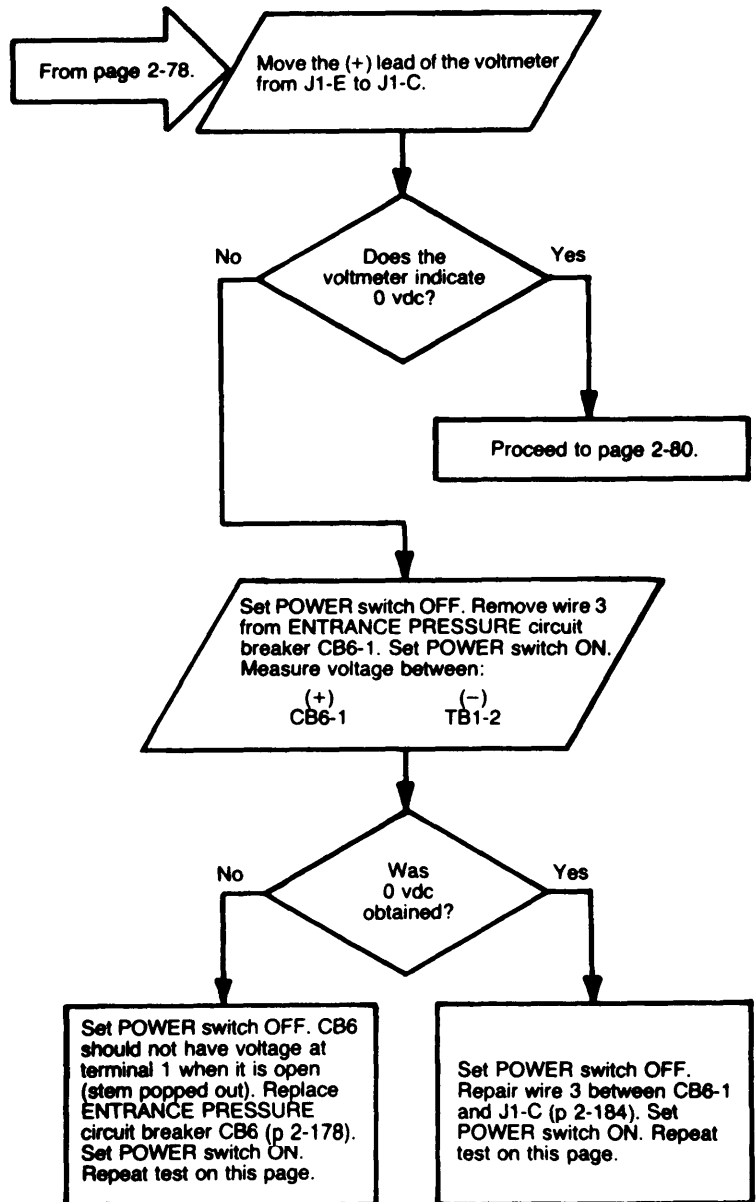 From page 2-78.
Move the (+) lead of the voltmeter
from J1-E to J1-C.
No
Does the
voltmeter indicate
0 vdc?
Yes
Proceed to page 2-80.
Set POWER switch OFF. Remove wire 3
from ENTRANCE PRESSURE circuit
breaker CB6-1. Set POWER switch ON.
Measure voltage between:
(+) (−)
CB6-1 TB1-2
No
Was
0 vdc
obtained?
Yes
Set POWER switch OFF. CB6
should not have voltage at
terminal 1 when it is open
(stem popped out). Replace
ENTRANCE PRESSURE
circuit breaker CB6 (p 2-178).
Set POWER switch ON.
Repeat test on this page.
Set POWER switch OFF.
Repair wire 3 between CB6-1
and J1-C (p 2-184). Set
POWER switch ON. Repeat
test on this page.